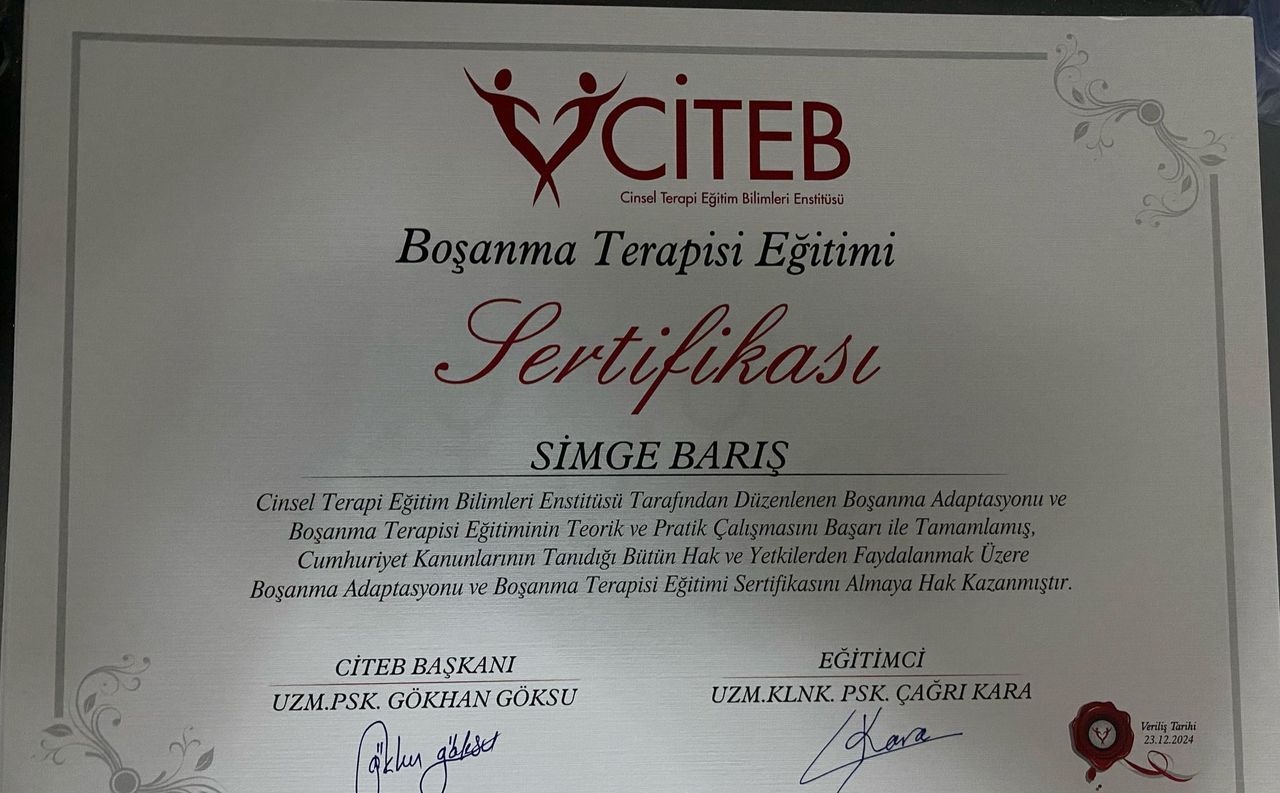 CİTEB
Cinsel Terapi Eğitim Bilimleri Enstitüsü
Boşanma Terapisi Eğitimi
Sertifikası
SİMGE BARIŞ
Cinsel Terapi Eğitim Bilimleri Enstitüsü Tarafından Düzenlenen Boşanma Adaptasyonu ve
Boşanma Terapisi Eğitiminin Teorik ve Pratik Çalışmasını Başarı ile Tamamlamış,
Cumhuriyet Kanunlarının Tanıdığı Bütün Hak ve Yetkilerden Faydalanmak Üzere
Boşanma Adaptasyonu ve Boşanma Terapisi Eğitimi Sertifikasını Almaya Hak Kazanmıştır.
CİTEB BAŞKANI
UZM.PSK. GÖKHAN GÖKSU
Gökhan göksu
EĞİTİMCİ
UZM.KLNK. PSK. ÇAĞRI KARA
Kara
Veriliş Tarihi
23.12.2024